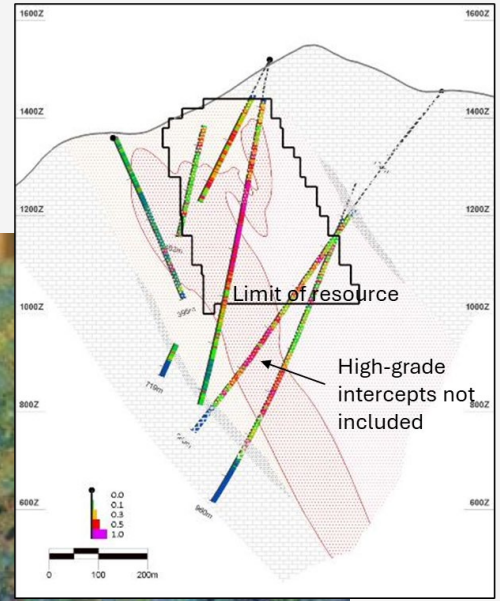 1600Z 1600Z
1400Z 1400Z
1200Z 1200Z
1000Z 1000Z
Limit of resource
High-grade
intercepts not
included
800Z 800Z
719m
600Z 600Z
960m
0.0
0.1
0.3
0.5
1.0
0 100 200m